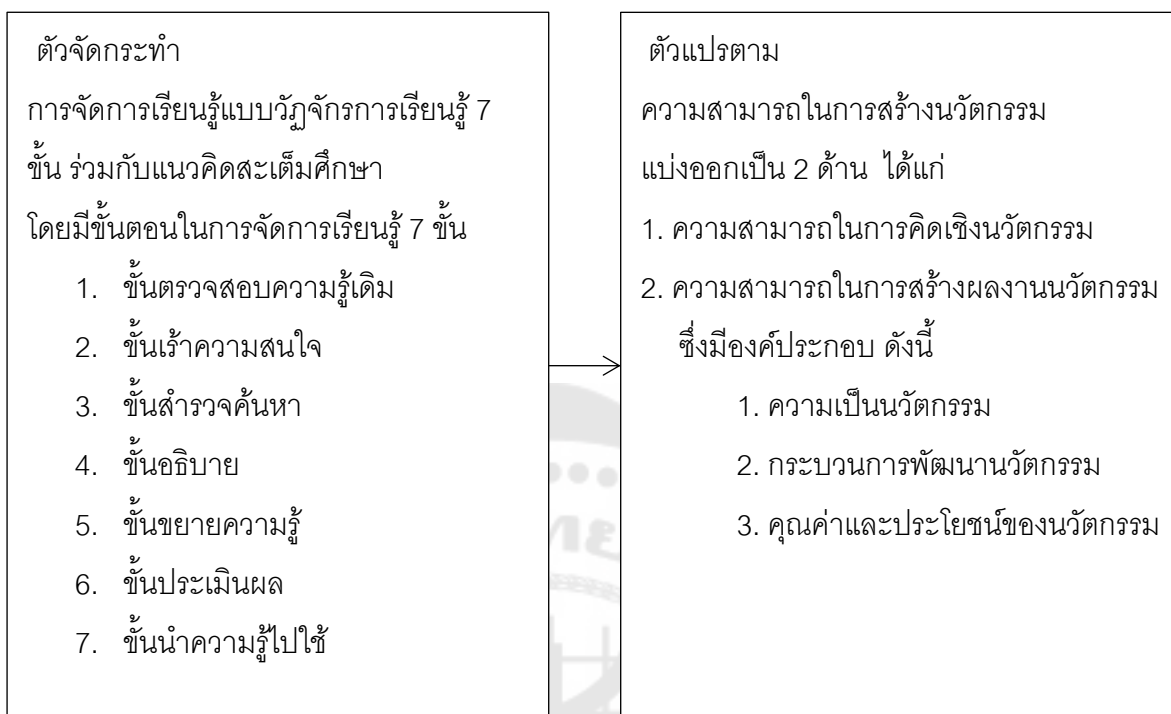 ตัวจัดกระทำ
การจัดการเรียนรู้แบบวัฏจักรการเรียนรู้ 7
ขั้น ร่วมกับแนวคิดสะเต็มศึกษา
โดยมีขั้นตอนในการจัดการเรียนรู้ 7 ขั้น
1. ขั้นตรวจสอบความรู้เดิม
2. ขั้นเร้าความสนใจ
3. ขั้นสำรวจค้นหา
4. ขั้นอธิบาย
5. ขั้นขยายความรู้
6. ขั้นประเมินผล
7. ขั้นนำความรู้ไปใช้
ตัวแปรตาม
ความสามารถในการสร้างนวัตกรรม
แบ่งออกเป็น 2 ด้าน ได้แก่
1. ความสามารถในการคิดเชิงนวัตกรรม
2. ความสามารถในการสร้างผลงานนวัตกรรม
ซึ่งมีองค์ประกอบ ดังนี้
1. ความเป็นนวัตกรรม
2. กระบวนการพัฒนานวัตกรรม
3. คุณค่าและประโยชน์ของนวัตกรรม